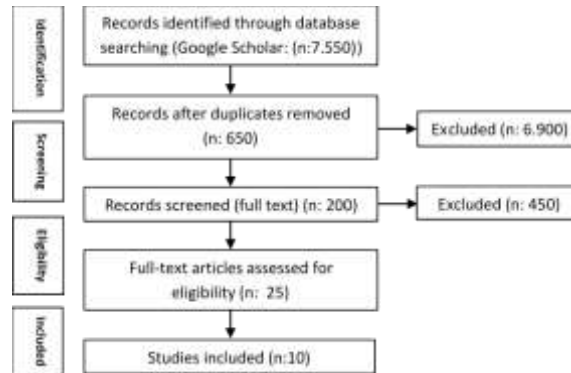 Identification
Records identified through database
searching (Google Scholar: (n:7.550))
Records after duplicates removed
(n: 650)
Excluded (n: 6.900)
Screening
Records screened (full text) (n: 200)
Excluded (n: 450)
Eligibility
Full-text articles assessed for
eligibility (n: 25)
Included
Studies included (n:10)